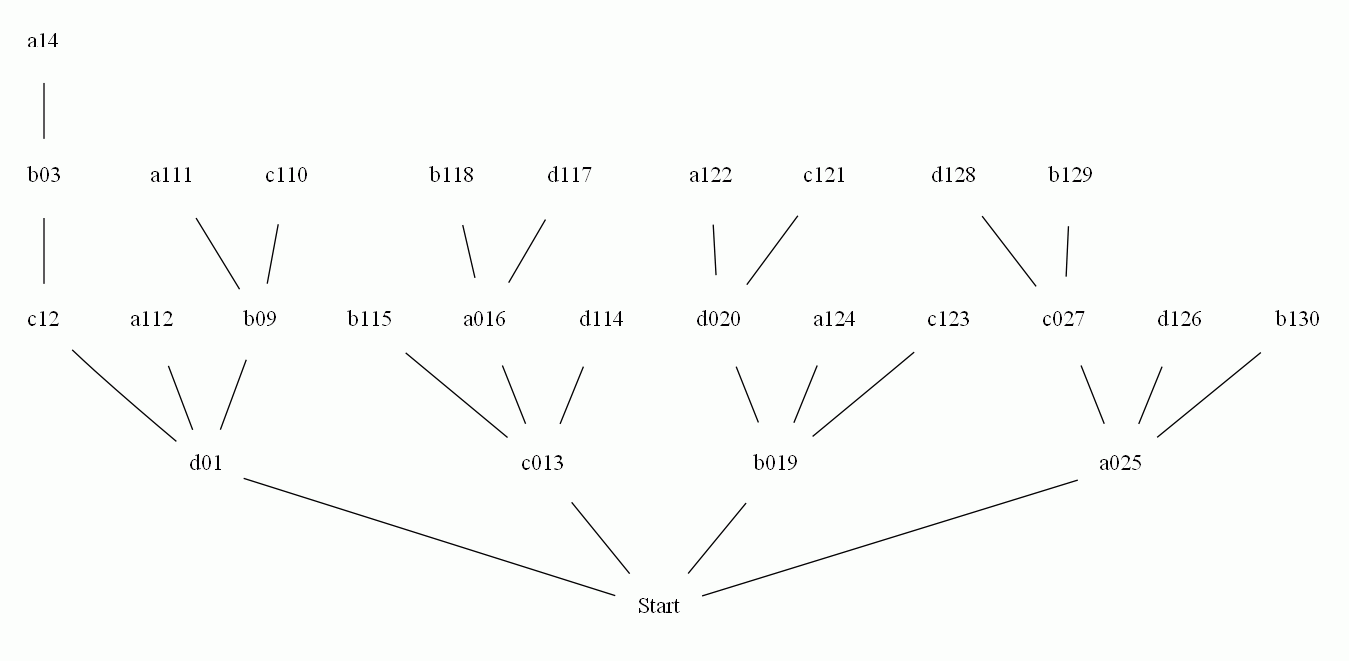 a14
b03 a111 c110 b118 d117 a122 c121 d128 b129
c12 a112 b09 b115 a016 d114 d020 a124 c123 c027 d126 b130
d01 c013 b019 a025
Start